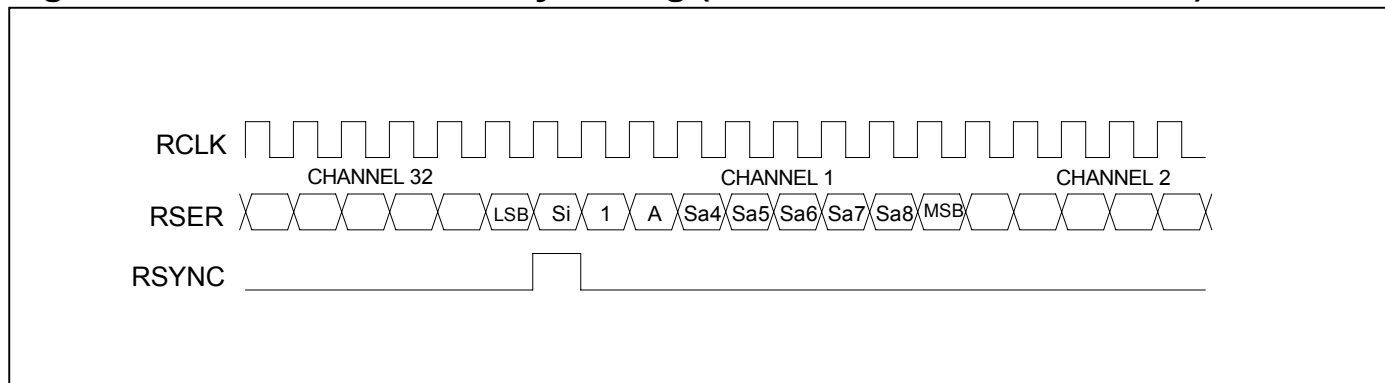 RCLK
CHANNEL 32 CHANNEL 1 CHANNEL 2
RSER LSB Si 1 A Sa4 Sa5 Sa6 Sa7 Sa8 MSB
RSYNC